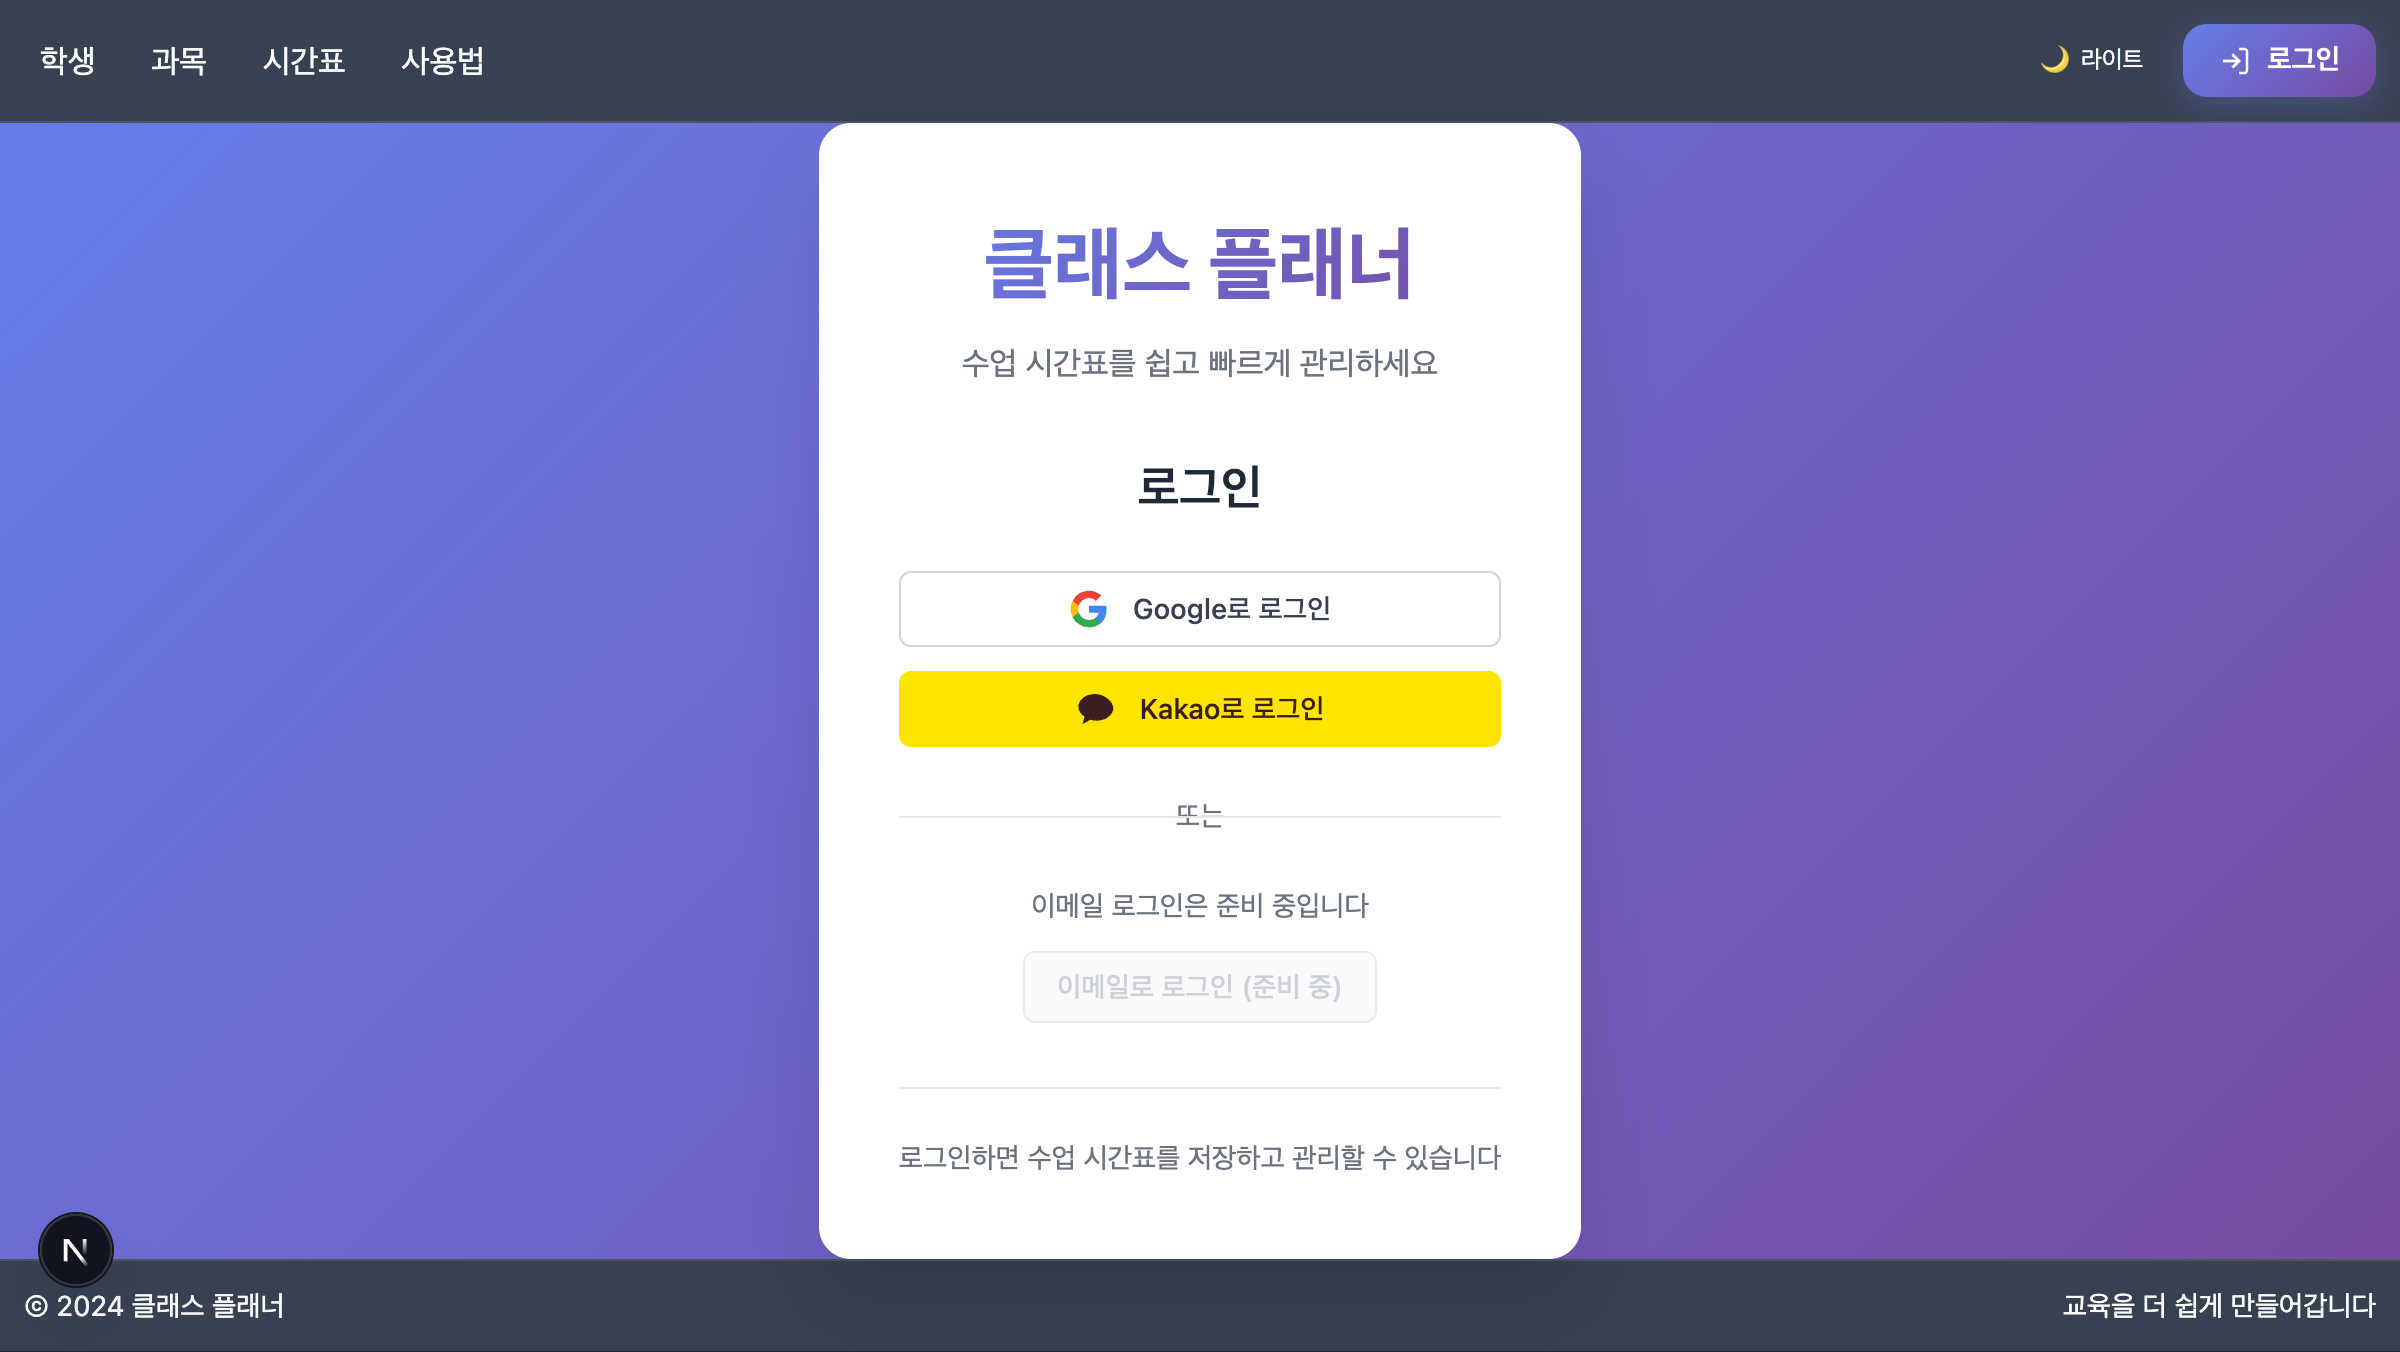 학생 과목 시간표 사용법 🌙 라이트 로그인
클래스 플래너
수업 시간표를 쉽고 빠르게 관리하세요
로그인
Google로 로그인
Kakao로 로그인
또는
이메일 로그인은 준비 중입니다
이메일로 로그인 (준비 중)
로그인하면 수업 시간표를 저장하고 관리할 수 있습니다
N
© 2024 클래스 플래너 교육을 더 쉽게 만들어갑니다